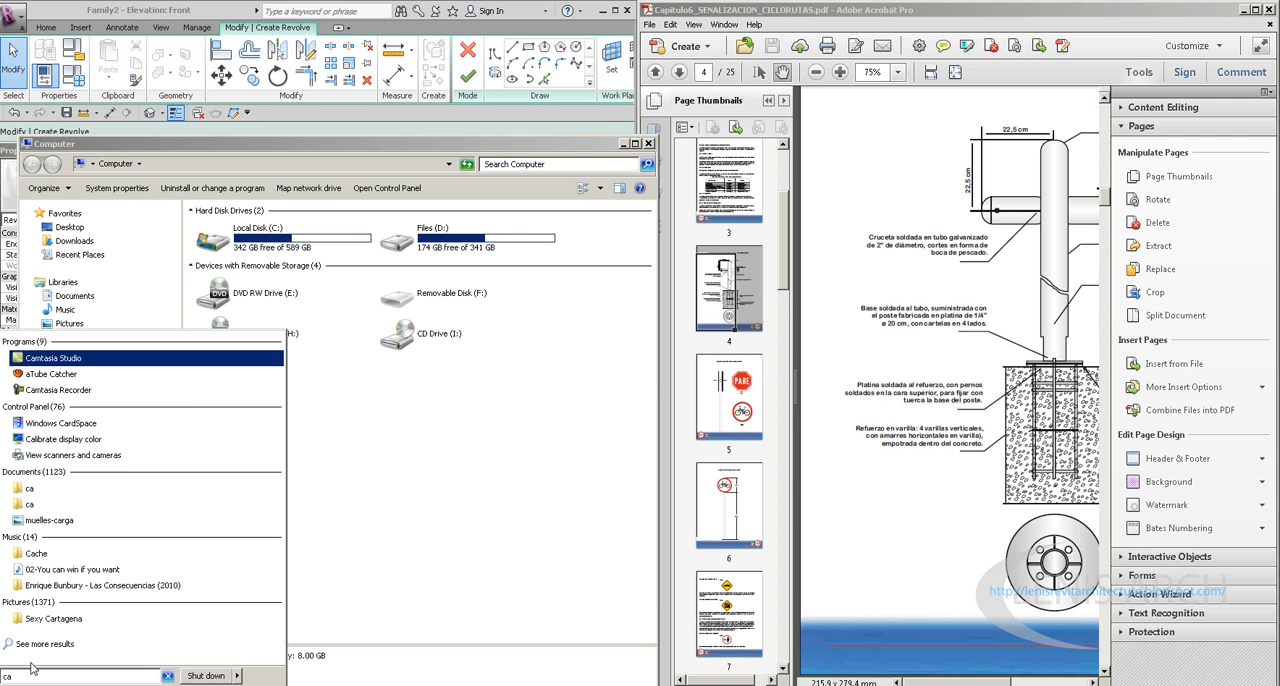 Family2 - Elevation: Front
Type a keyword or phrase
Sign In
Home
Insert
Annotate
View
Manage
Modify | Create Revolve
Modify
Paste
Set
Select
Properties
Clipboard
Geometry
Modify
Measure
Create
Mode
Draw
Work Plan
Modify | Create Revolve
Computer
Computer
Search Computer
Organize
System properties
Uninstall or change a program
Map network drive
Open Control Panel
Favorites
Desktop
Downloads
Recent Places
Libraries
Documents
Music
Pictures
Hard Disk Drives (2)
Local Disk (C:)
342 GB free of 589 GB
Files (D:)
174 GB free of 341 GB
Devices with Removable Storage (4)
DVD RW Drive (E:)
Removable Disk (F:)
H:)
CD Drive (I:)
Programs (9)
Camtasia Studio
aTube Catcher
Camtasia Recorder
Control Panel (76)
Windows CardSpace
Calibrate display color
View scanners and cameras
Documents (1123)
ca
ca
muelles-carga
Music (14)
Cache
02-You can win if you want
Enrique Bunbury - Las Consecuencias (2010)
Pictures (1371)
Sexy Cartagena
See more results
ca
Shut down
y: 8.00 GB
Capitulo6_SENALIZACION_CICLORUTAS.pdf - Adobe Acrobat Pro
File Edit View Window Help
Create
Customize
4 / 25
75%
Tools
Sign
Comment
Page Thumbnails
3
4
PARE
5
6
7
22,5 cm
22,5 cm
Cruceta soldada en tubo galvanizado
de 2" de diámetro, cortes en forma de
boca de pescado.
Base soldada al tubo, suministrada con
el poste fabricada en platina de 1/4"
ø 20 cm, con cartelas en 4 lados.
Platina soldada al refuerzo, con pernos
soldados en la cara superior, para fijar con
tuerca la base del poste.
Refuerzo en varilla: 4 varillas verticales,
con amarres horizontales en varilla),
empotrada dentro del concreto.
215,9 x 279,4 mm
Content Editing
Pages
Manipulate Pages
Page Thumbnails
Rotate
Delete
Extract
Replace
Crop
Split Document
Insert Pages
Insert from File
More Insert Options
Combine Files into PDF
Edit Page Design
Header & Footer
Background
Watermark
Bates Numbering
Interactive Objects
Forms
Action Wizard
Text Recognition
Protection